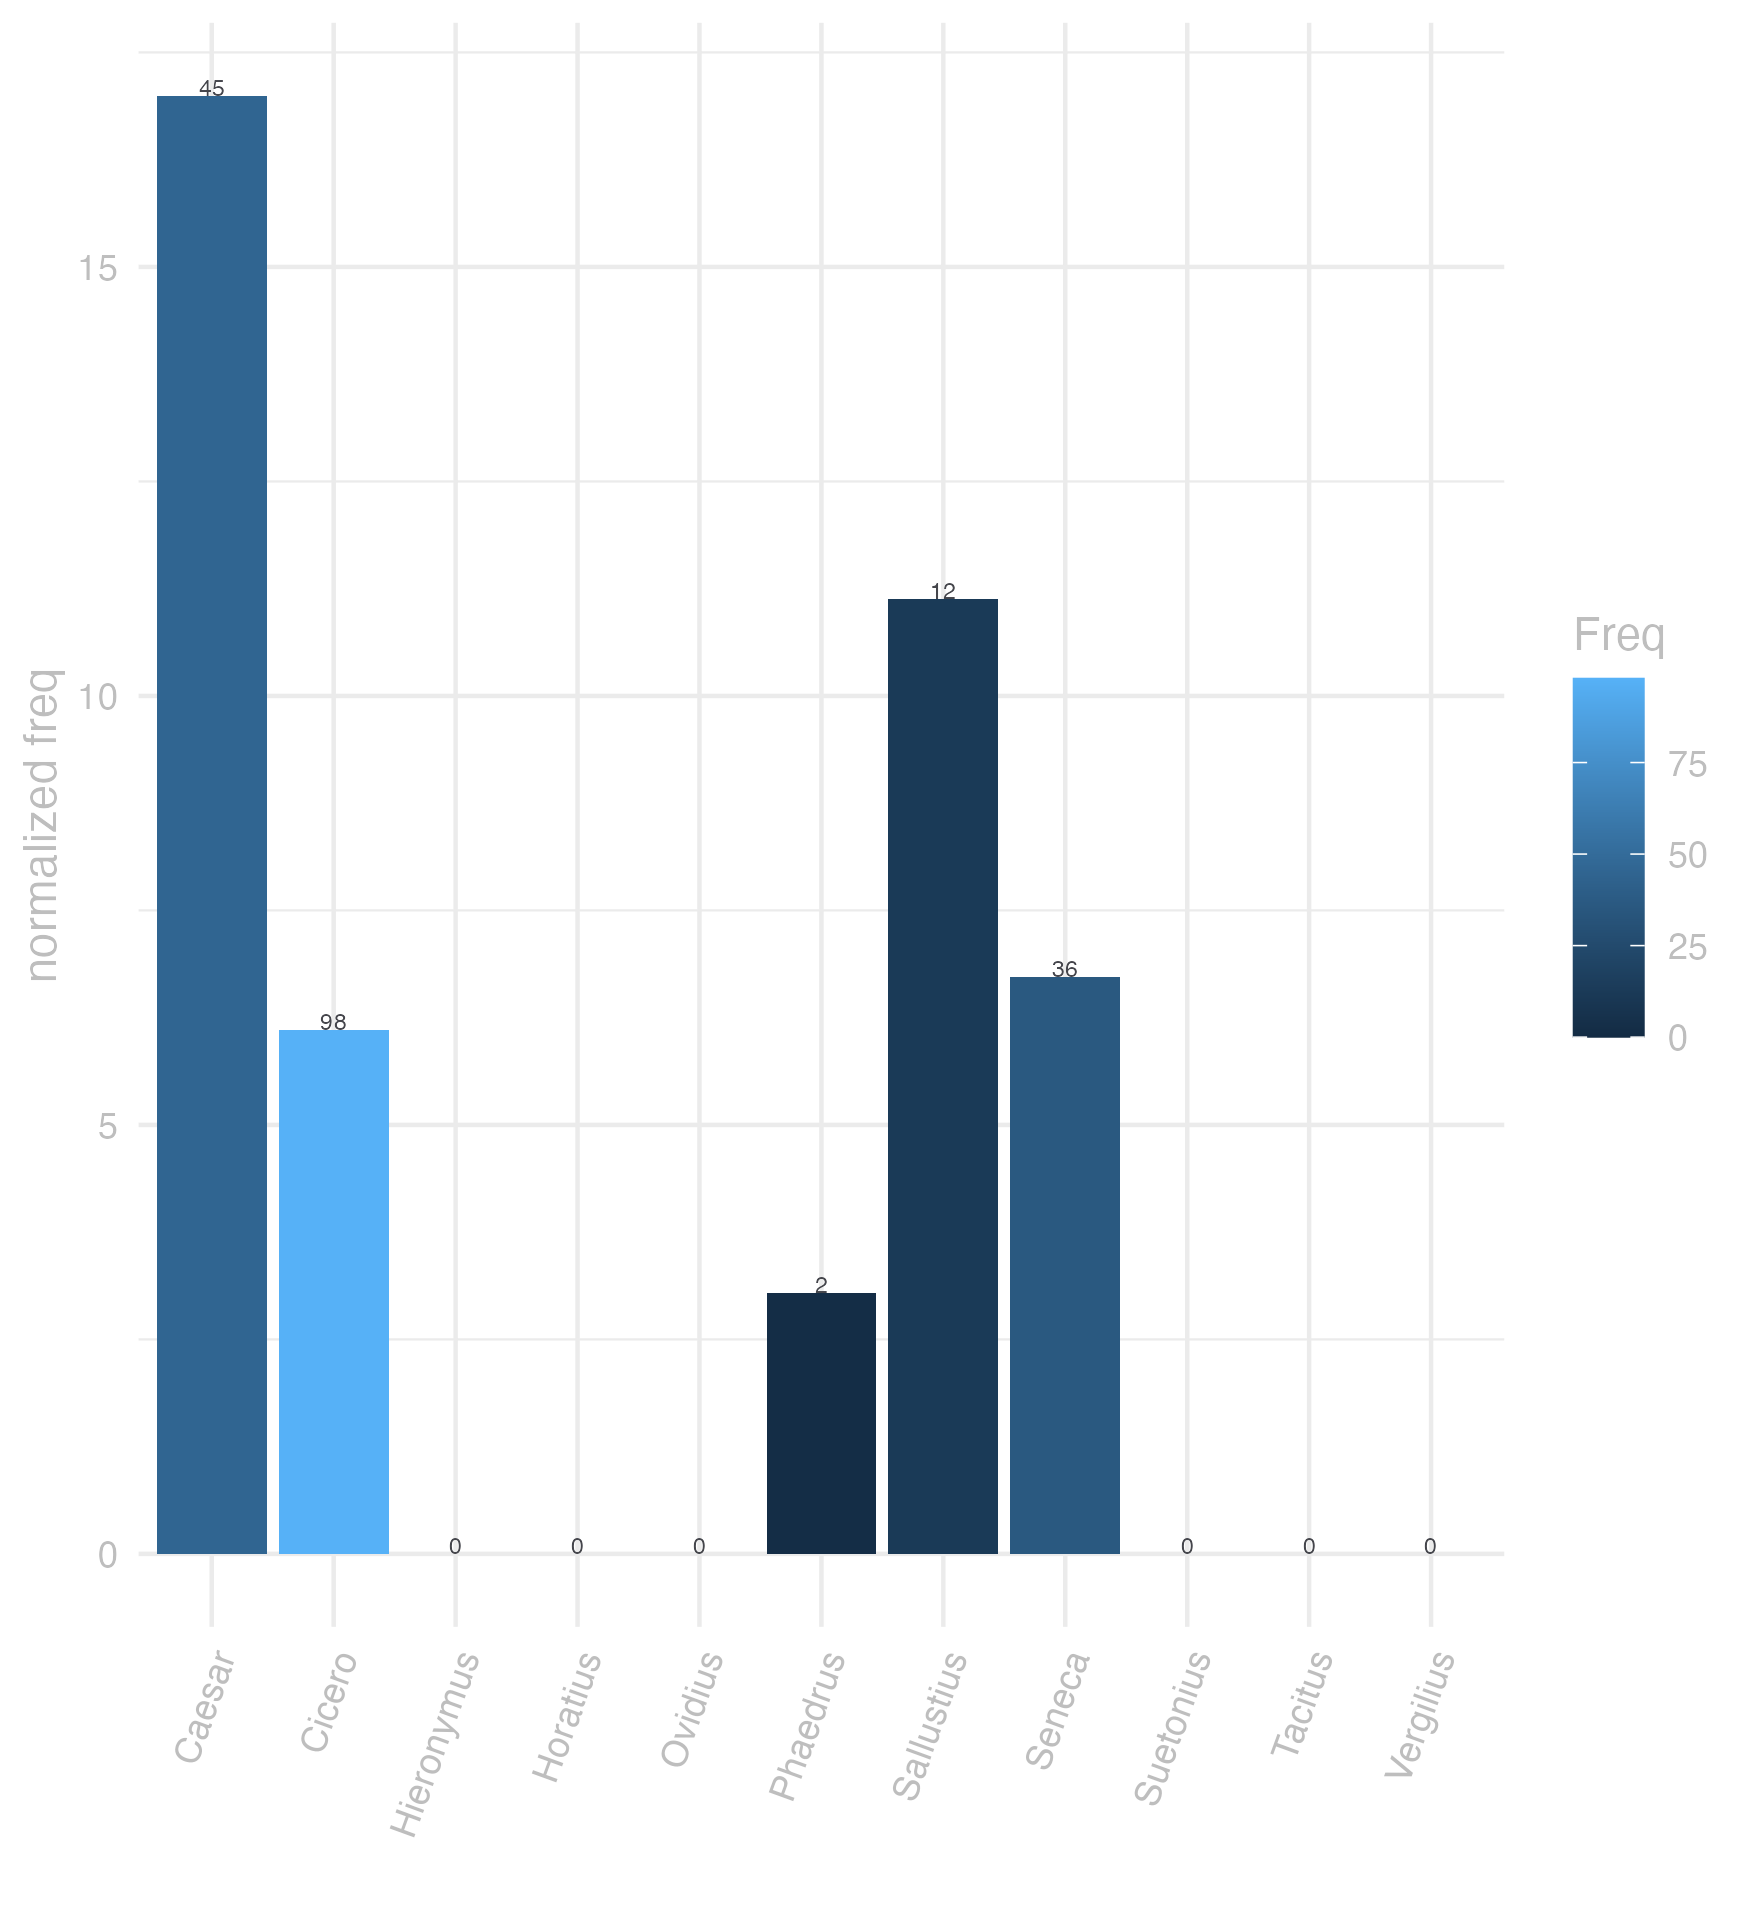 45
15
12
Freq
10
75
50
normalized freq
36
25
98
0
5
2
0
0
0
0
0
0
0
Caesar
Cicero
Hieronymus
Horatius
Ovidius
Phaedrus
Sallustius
Seneca
Suetonius
Tacitus
Vergilius